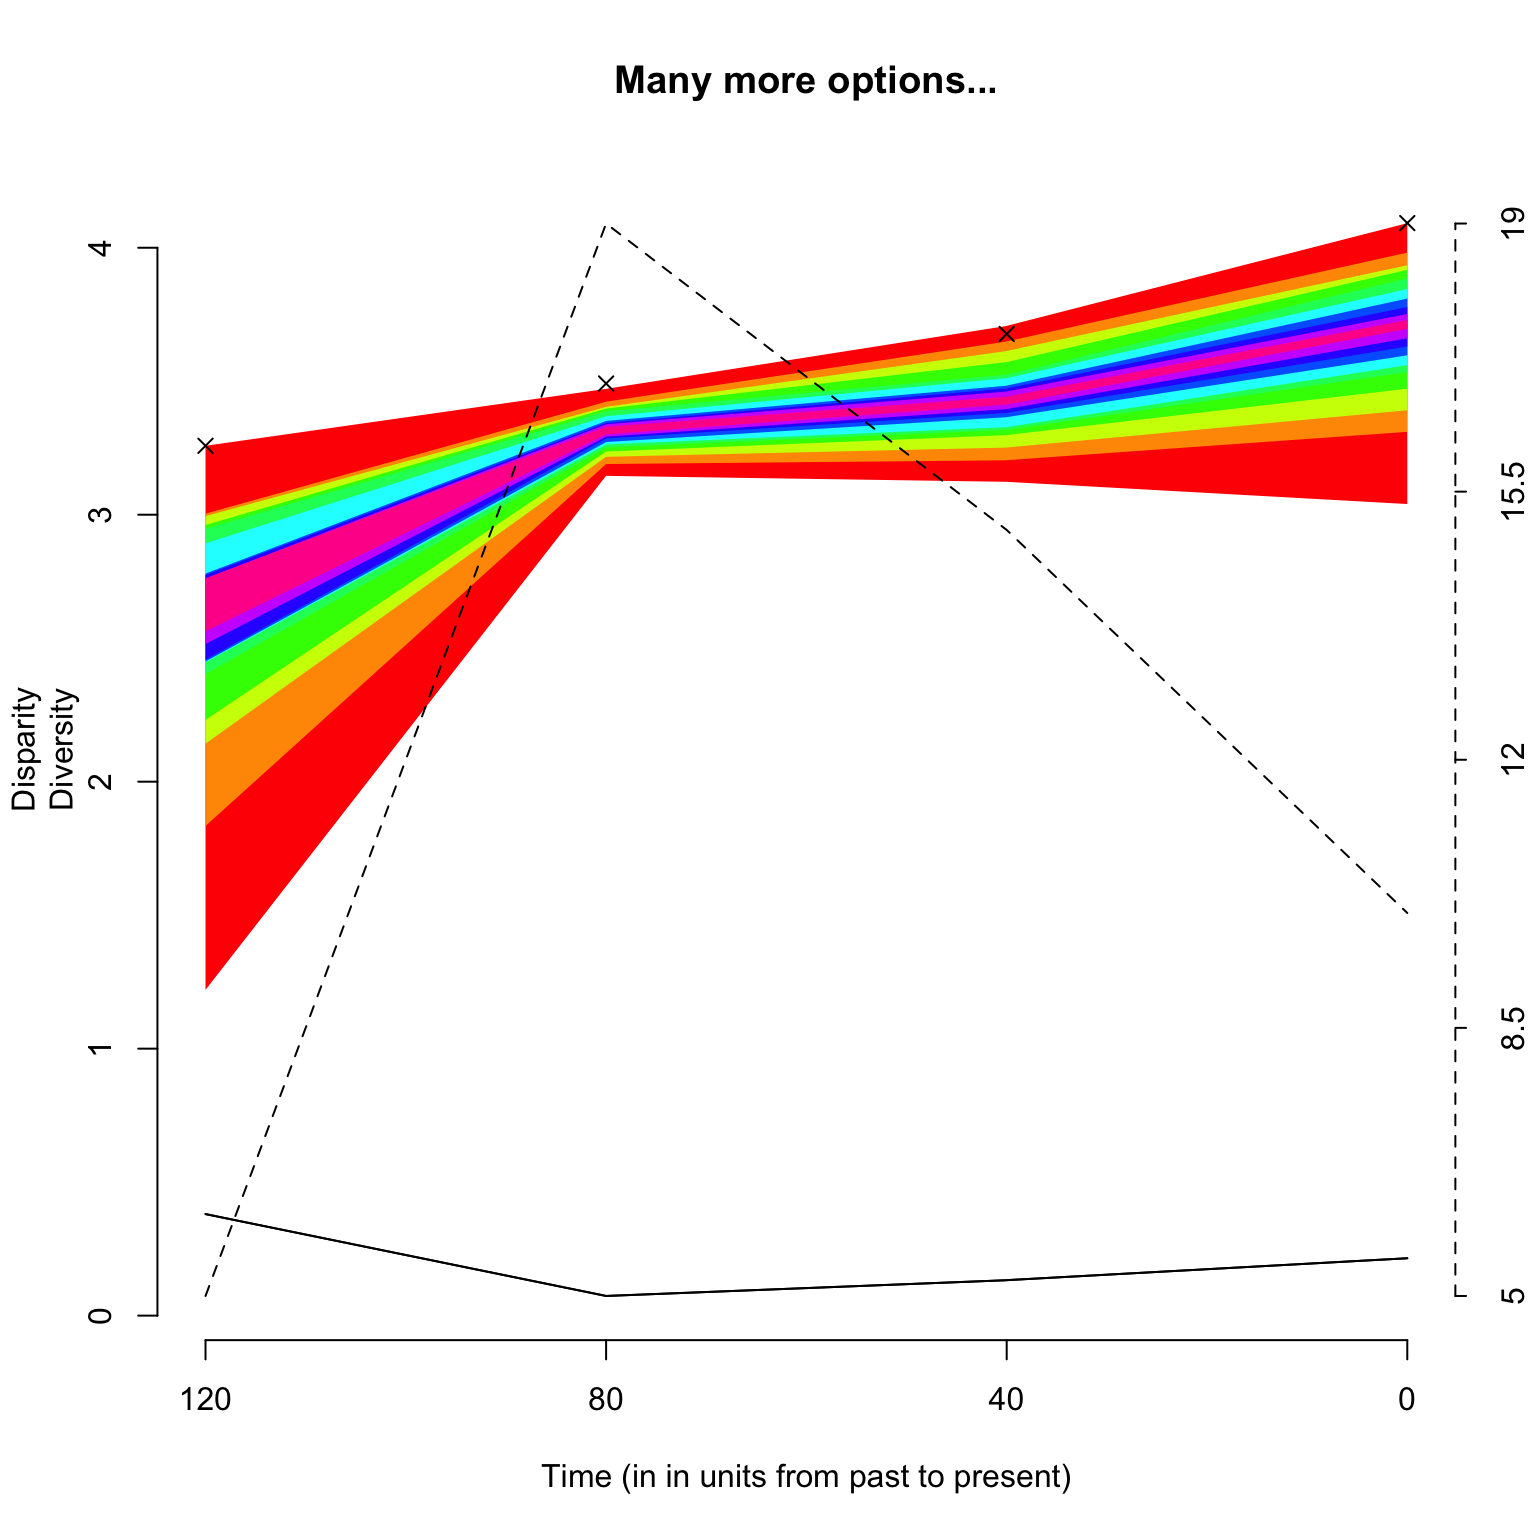 Many more options...
Disparity
Diversity
4
3
2
1
0
19
15.5
12
8.5
5
120 80 40 0
Time (in in units from past to present)